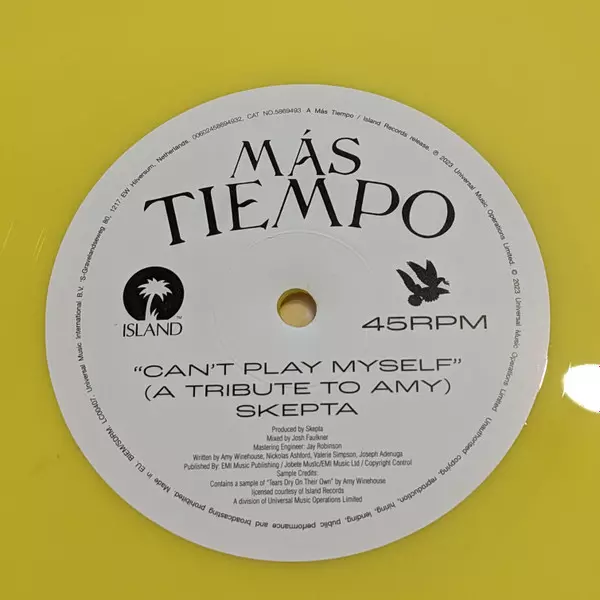 MÁS
TIEMPO
ISLAND
TM
45RPM
“CAN'T PLAY MYSELF”
(A TRIBUTE TO AMY)
SKEPTA
Produced by Skepta
Mixed by Josh Faulkner
Mastering Engineer: Jay Robinson
Written by Amy Winehouse, Nickolas Ashford, Valerie Simpson, Joseph Adenuga
Published By: EMI Music Publishing / Jobete Music/EMI Music Ltd / Copyright Control
Sample Credits:
Contains a sample of "Tears Dry On Their Own" by Amy Winehouse
licensed courtesy of Island Records
A division of Universal Music Operations Limited
Made in EU. BIEM/SDRM. LC00407. Universal Music International B.V. 'S-Gravelandseweg 80, 1217 EW Hilversum, Netherlands. 00602458694932. CAT NO.5869493 · A Más Tiempo / Island Records release. ℗ 2023 Universal Music Operations Limited. © 2023 Universal Music Operations Limited. Unauthorised copying, reproduction, hiring, lending, public performance and broadcasting prohibited